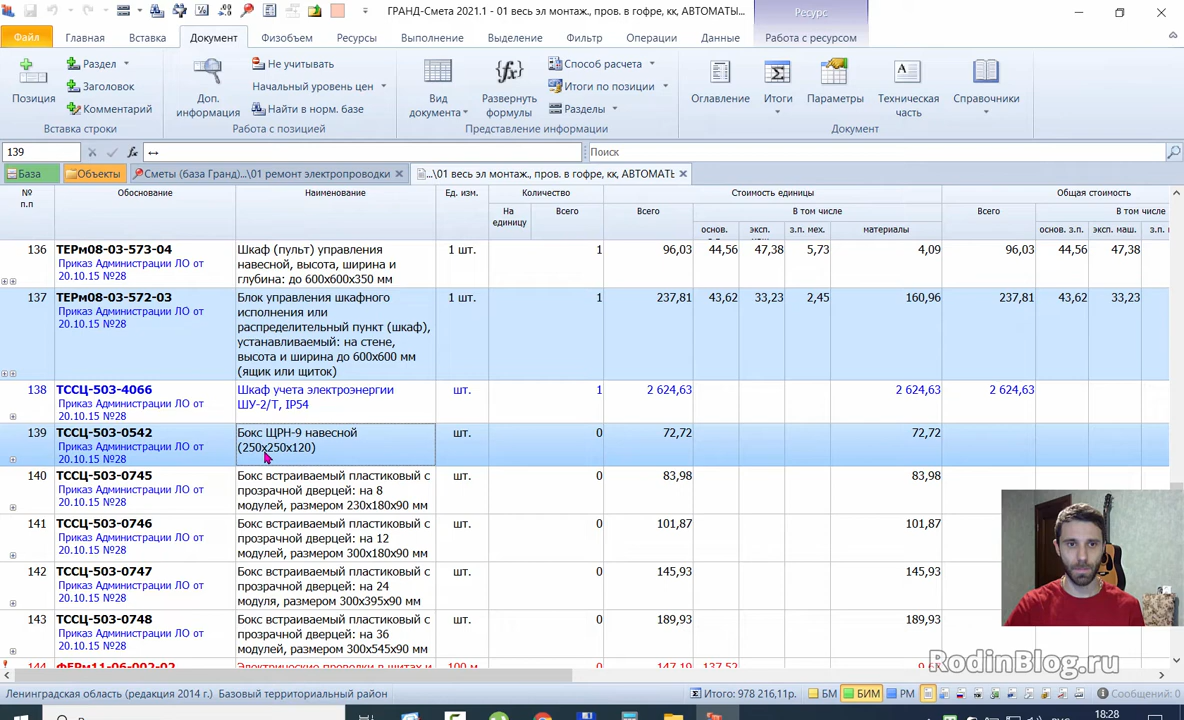 ГРАНД-Смета 2021.1 - 01 весь эл монтаж., пров. в гофре, кк, АВТОМАТЫ...
Ресурс
Файл Главная Вставка Документ Физобъем Ресурсы Выполнение Выделение Фильтр Операции Данные Работа с ресурсом
Позиция
Раздел
Заголовок
Комментарий
Вставка строки
Доп. информация
Не учитывать
Начальный уровень цен
Найти в норм. базе
Работа с позицией
Вид документа
Развернуть формулы
Способ расчета
Итоги по позиции
Разделы
Представление информации
Оглавление
Итоги
Параметры
Техническая часть
Справочники
Документ
139
fx
↔
Поиск
База Объекты Сметы (база Гранд)...\01 ремонт электропроводки ...\01 весь эл монтаж., пров. в гофре, кк, АВТОМАТЬ
№ п.п Обоснование Наименование Ед. изм. Количество Стоимость единицы Общая стоимость
На единицу Всего Всего В том числе Всего В том числе
основ. эксп. маш. з.п. мех. материалы основ. з.п. эксп. маш. з.п.
136 ТЕРм08-03-573-04 Шкаф (пульт) управления 1 шт. 1 96,03 44,56 47,38 5,73 4,09 96,03 44,56 47,38
Приказ Администрации ЛО от навесной, высота, ширина и
20.10.15 №28 глубина: до 600х600х350 мм
137 ТЕРм08-03-572-03 Блок управления шкафного 1 шт. 1 237,81 43,62 33,23 2,45 160,96 237,81 43,62 33,23
Приказ Администрации ЛО от исполнения или
20.10.15 №28 распределительный пункт (шкаф),
устанавливаемый: на стене,
высота и ширина до 600х600 мм
(ящик или щиток)
138 ТССЦ-503-4066 Шкаф учета электроэнергии шт. 1 2 624,63 2 624,63 2 624,63
Приказ Администрации ЛО от ШУ-2/Т, IP54
20.10.15 №28
139 ТССЦ-503-0542 Бокс ЩРН-9 навесной шт. 0 72,72 72,72
Приказ Администрации ЛО от (250х250х120)
20.10.15 №28
140 ТССЦ-503-0745 Бокс встраиваемый пластиковый с шт. 0 83,98 83,98
Приказ Администрации ЛО от прозрачной дверцей: на 8
20.10.15 №28 модулей, размером 230х180х90 мм
141 ТССЦ-503-0746 Бокс встраиваемый пластиковый с шт. 0 101,87 101,87
Приказ Администрации ЛО от прозрачной дверцей: на 12
20.10.15 №28 модулей, размером 300х180х90 мм
142 ТССЦ-503-0747 Бокс встраиваемый пластиковый с шт. 0 145,93 145,93
Приказ Администрации ЛО от прозрачной дверцей: на 24
20.10.15 №28 модуля, размером 300х395х90 мм
143 ТССЦ-503-0748 Бокс встраиваемый пластиковый с шт. 0 189,93 189,93
Приказ Администрации ЛО от прозрачной дверцей: на 36
20.10.15 №28 модулей, размером 300х545х90 мм
144 ФЕРм11-06-002-02 Электрические проводки в щитах и 100 м 147,19 137,52
RodinBlog.ru
Ленинградская область (редакция 2014 г.) Базовый территориальный район Итого: 978 216,11р. БМ БИМ РМ Сообщений: 0
18:28